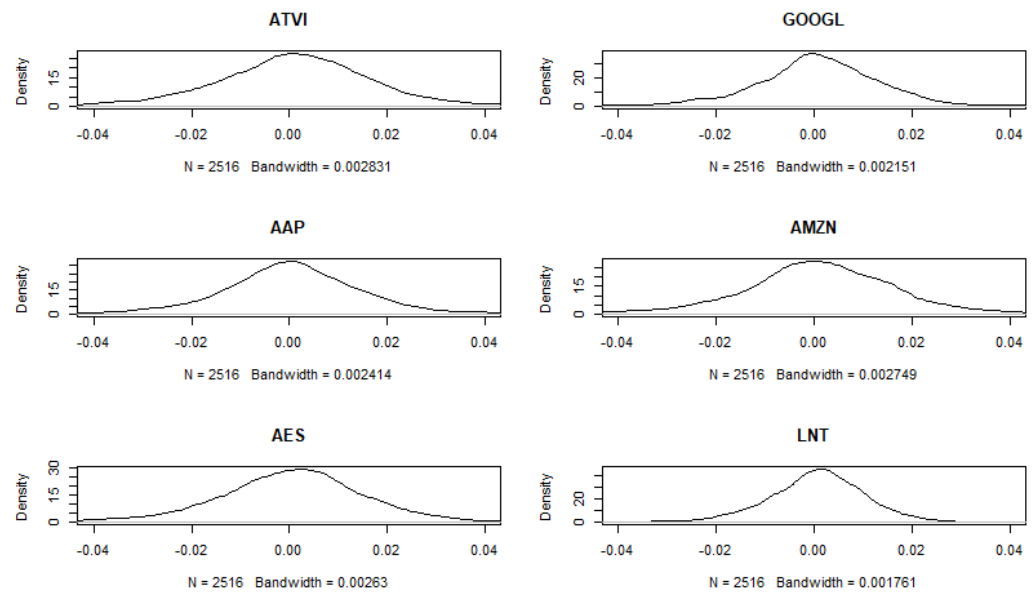 ATVI
Density
0 15
-0.04 -0.02 0.00 0.02 0.04
N = 2516 Bandwidth = 0.002831
GOOGL
Density
0 20
-0.04 -0.02 0.00 0.02 0.04
N = 2516 Bandwidth = 0.002151
AAP
Density
0 15
-0.04 -0.02 0.00 0.02 0.04
N = 2516 Bandwidth = 0.002414
AMZN
Density
0 15
-0.04 -0.02 0.00 0.02 0.04
N = 2516 Bandwidth = 0.002749
AES
Density
0 15 30
-0.04 -0.02 0.00 0.02 0.04
N = 2516 Bandwidth = 0.00263
LNT
Density
0 20
-0.04 -0.02 0.00 0.02 0.04
N = 2516 Bandwidth = 0.001761